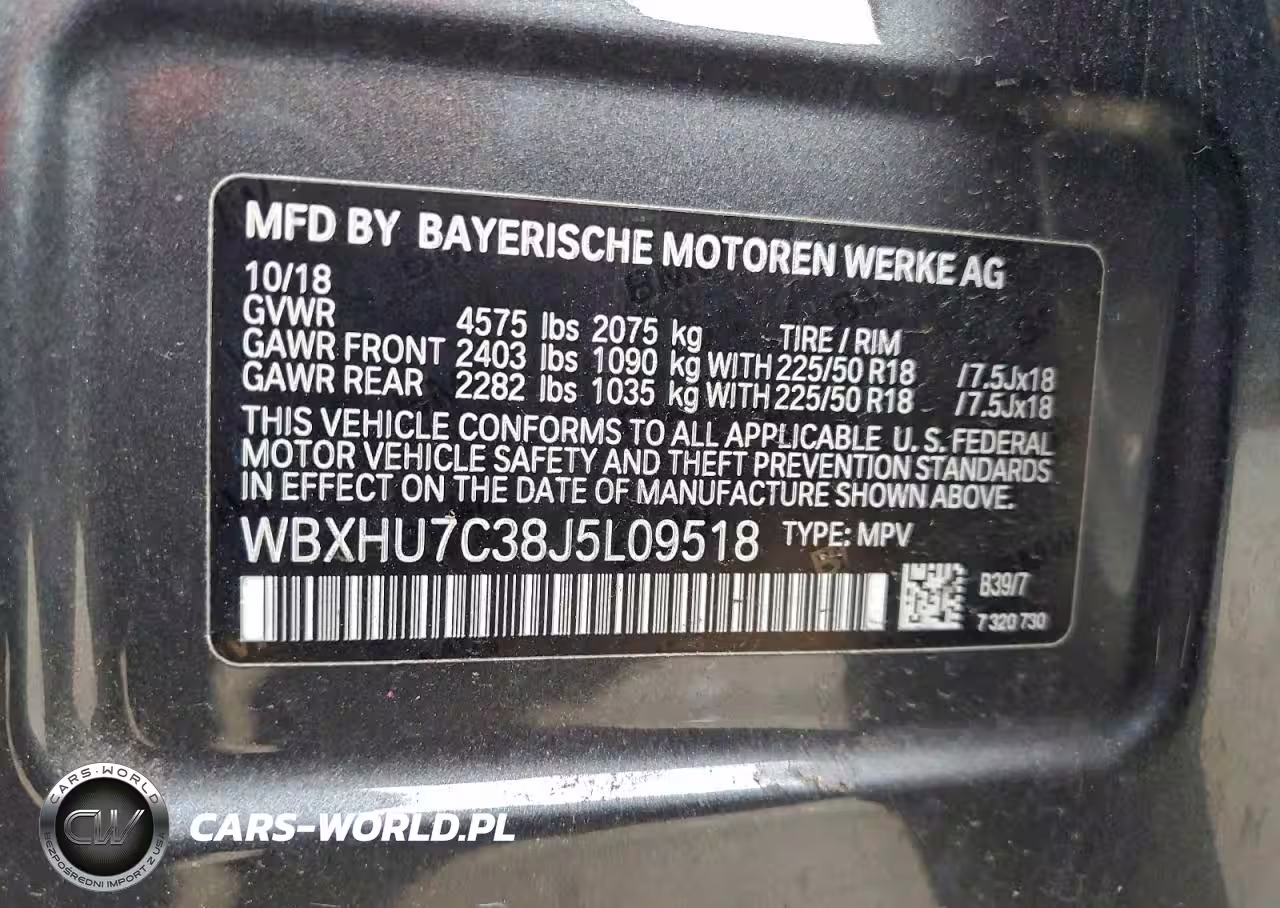 MFD BY BAYERISCHE MOTOREN WERKE AG
10/18
GVWR 4575 lbs 2075 kg TIRE / RIM
GAWR FRONT 2403 lbs 1090 kg WITH 225/50 R18 /7.5Jx18
GAWR REAR 2282 lbs 1035 kg WITH 225/50 R18 /7.5Jx18
THIS VEHICLE CONFORMS TO ALL APPLICABLE U.S. FEDERAL
MOTOR VEHICLE SAFETY AND THEFT PREVENTION STANDARDS
IN EFFECT ON THE DATE OF MANUFACTURE SHOWN ABOVE.
WBXHU7C38J5L09518 TYPE: MPV
B39/7
7 320 730
CARS-WORLD
CW
BEZPOŚREDNI IMPORT Z USA
CARS-WORLD.PL